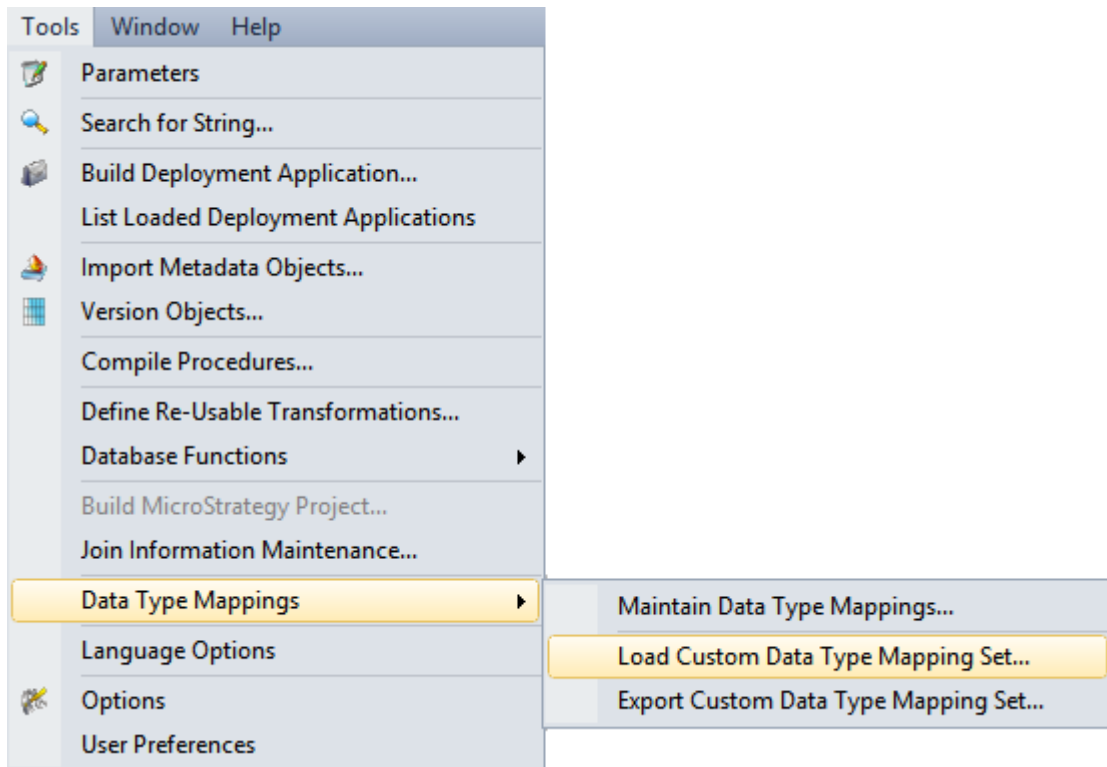 Tools Window Help
Parameters
Search for String...
Build Deployment Application...
List Loaded Deployment Applications
Import Metadata Objects...
Version Objects...
Compile Procedures...
Define Re-Usable Transformations...
Database Functions
Build MicroStrategy Project...
Join Information Maintenance...
Data Type Mappings
Maintain Data Type Mappings...
Load Custom Data Type Mapping Set...
Export Custom Data Type Mapping Set...
Language Options
Options
User Preferences